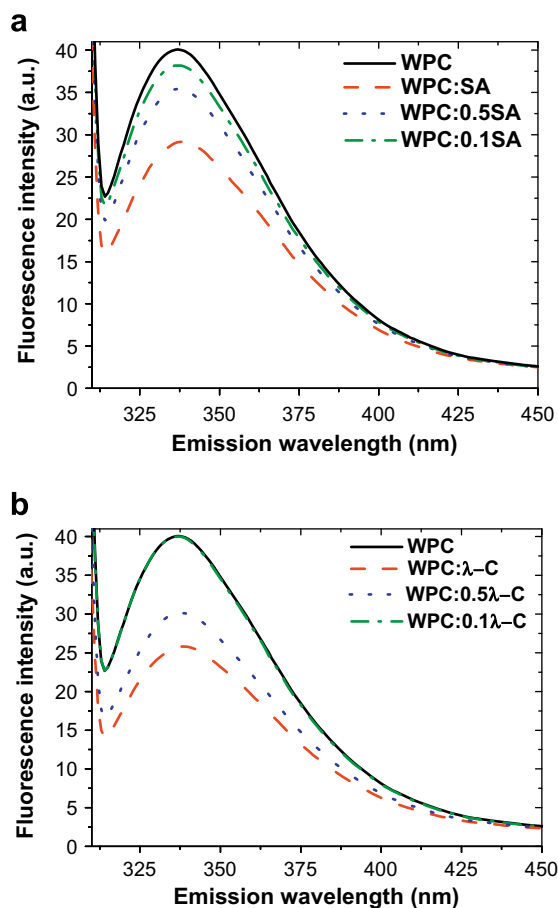 a
40
35
30
25
20
15
10
5
0
Fluorescence intensity (a.u.)
WPC
WPC:SA
WPC:0.5SA
WPC:0.1SA
325 350 375 400 425 450
Emission wavelength (nm)
b
40
35
30
25
20
15
10
5
0
Fluorescence intensity (a.u.)
WPC
WPC:λ–C
WPC:0.5λ–C
WPC:0.1λ–C
325 350 375 400 425 450
Emission wavelength (nm)